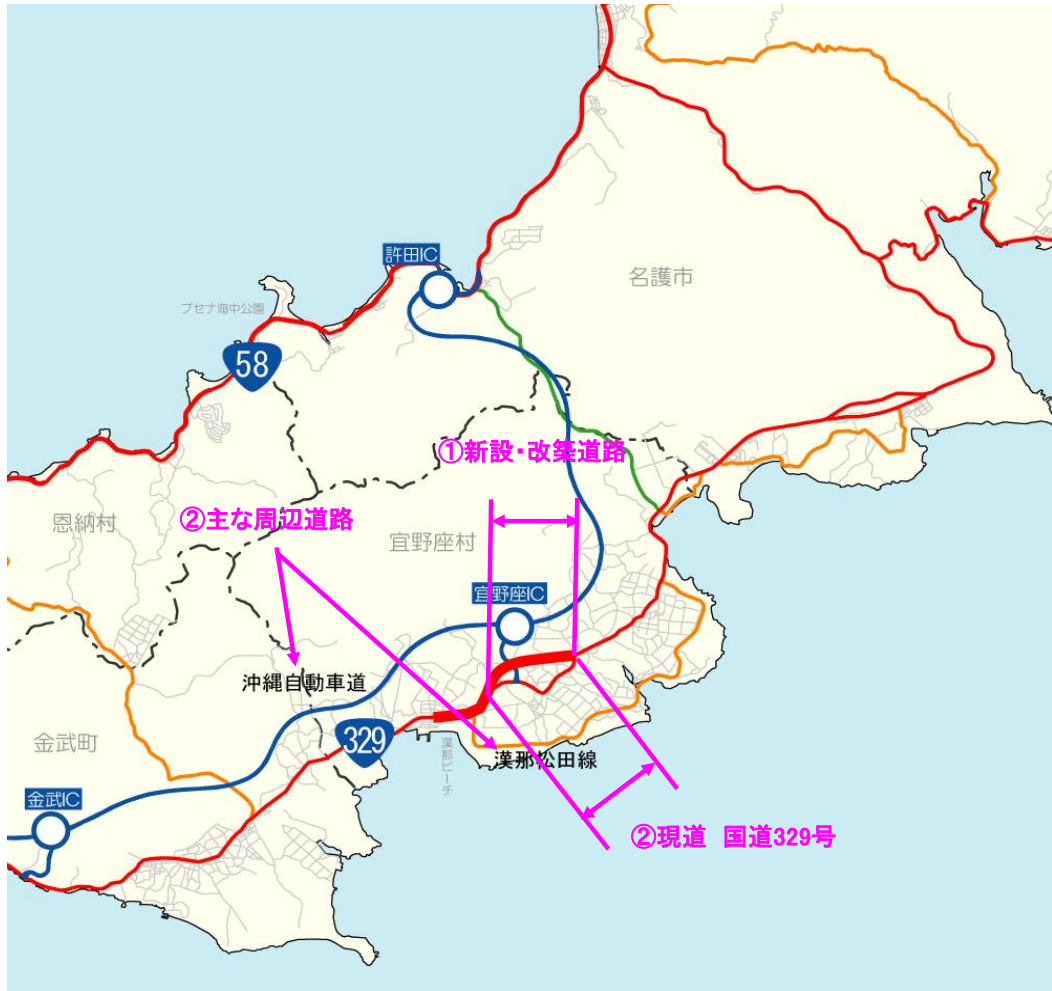 許田IC
名護市
ブセナ海中公園
58
①新設・改築道路
恩納村
②主な周辺道路
宜野座村
宜野座IC
沖縄自動車道
329
金武町
漢那ビーチ
漢那松田線
金武IC
②現道 国道329号